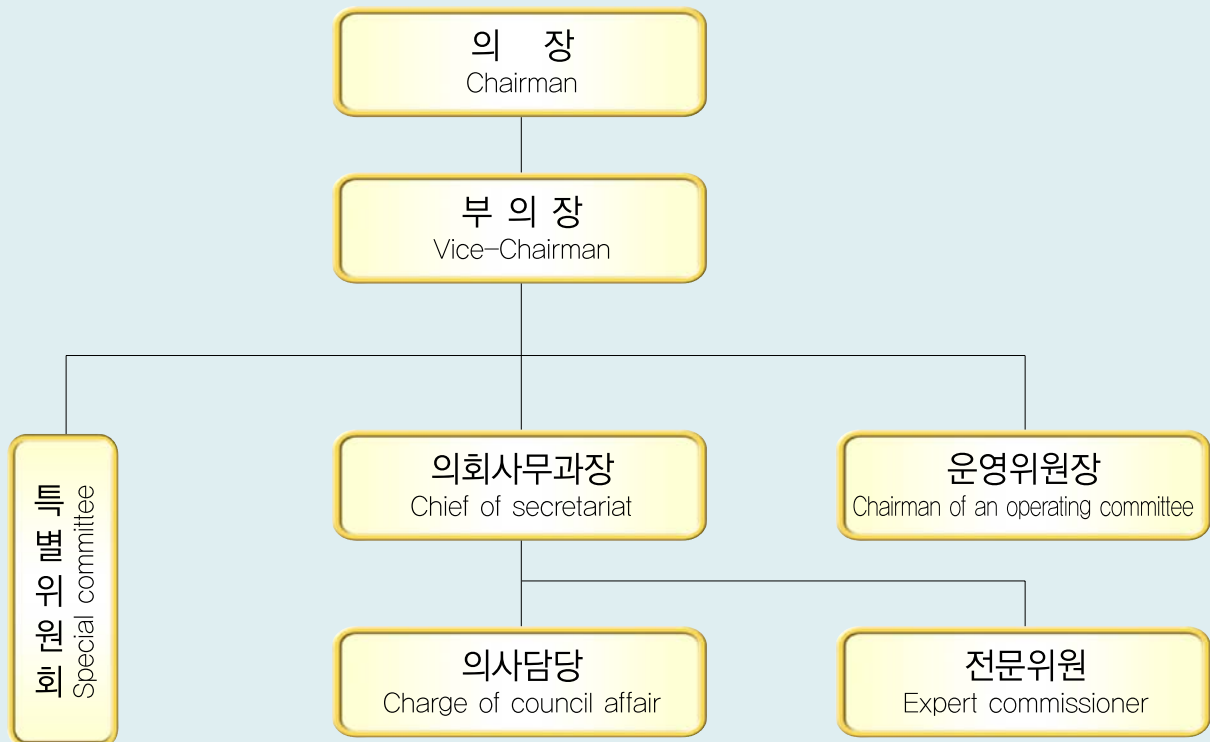 의 장
Chairman
부 의 장
Vice-Chairman
특별위원회
Special committee
의회사무과장
Chief of secretariat
운영위원장
Chairman of an operating committee
의사담당
Charge of council affair
전문위원
Expert commissioner